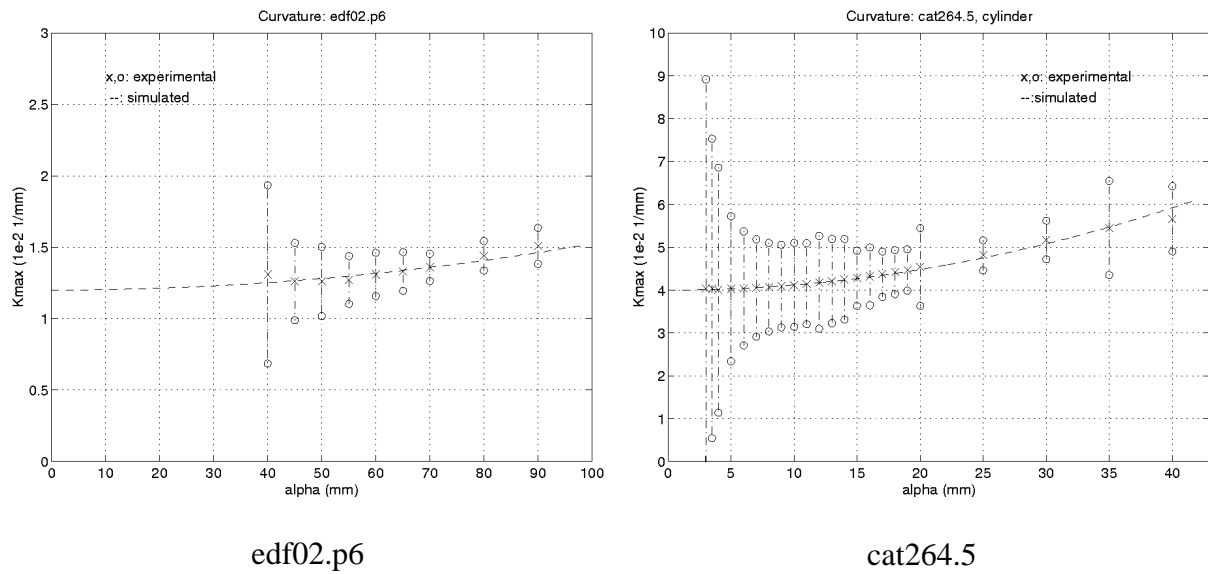 Curvature: edf02.p6
3
2.5
2
1.5
1
0.5
0
x,o: experimental
--: simulated
Kmax (1e-2 1/mm)
0 10 20 30 40 50 60 70 80 90 100
alpha (mm)
edf02.p6
Curvature: cat264.5, cylinder
10
9
8
7
6
5
4
3
2
1
0
x,o: experimental
--:simulated
Kmax (1e-2 1/mm)
0 5 10 15 20 25 30 35 40
alpha (mm)
cat264.5